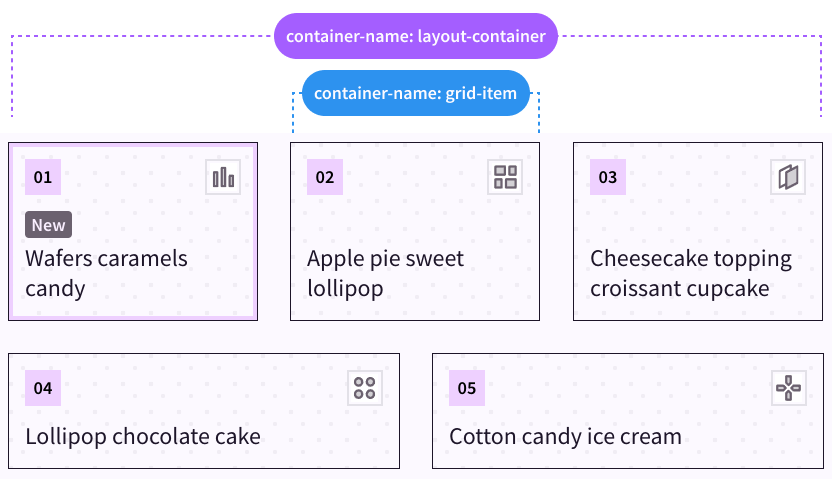 container-name: layout-container
container-name: grid-item
01
02
03
New
Wafers caramels
candy
Apple pie sweet
lollipop
Cheesecake topping
croissant cupcake
04
05
Lollipop chocolate cake
Cotton candy ice cream